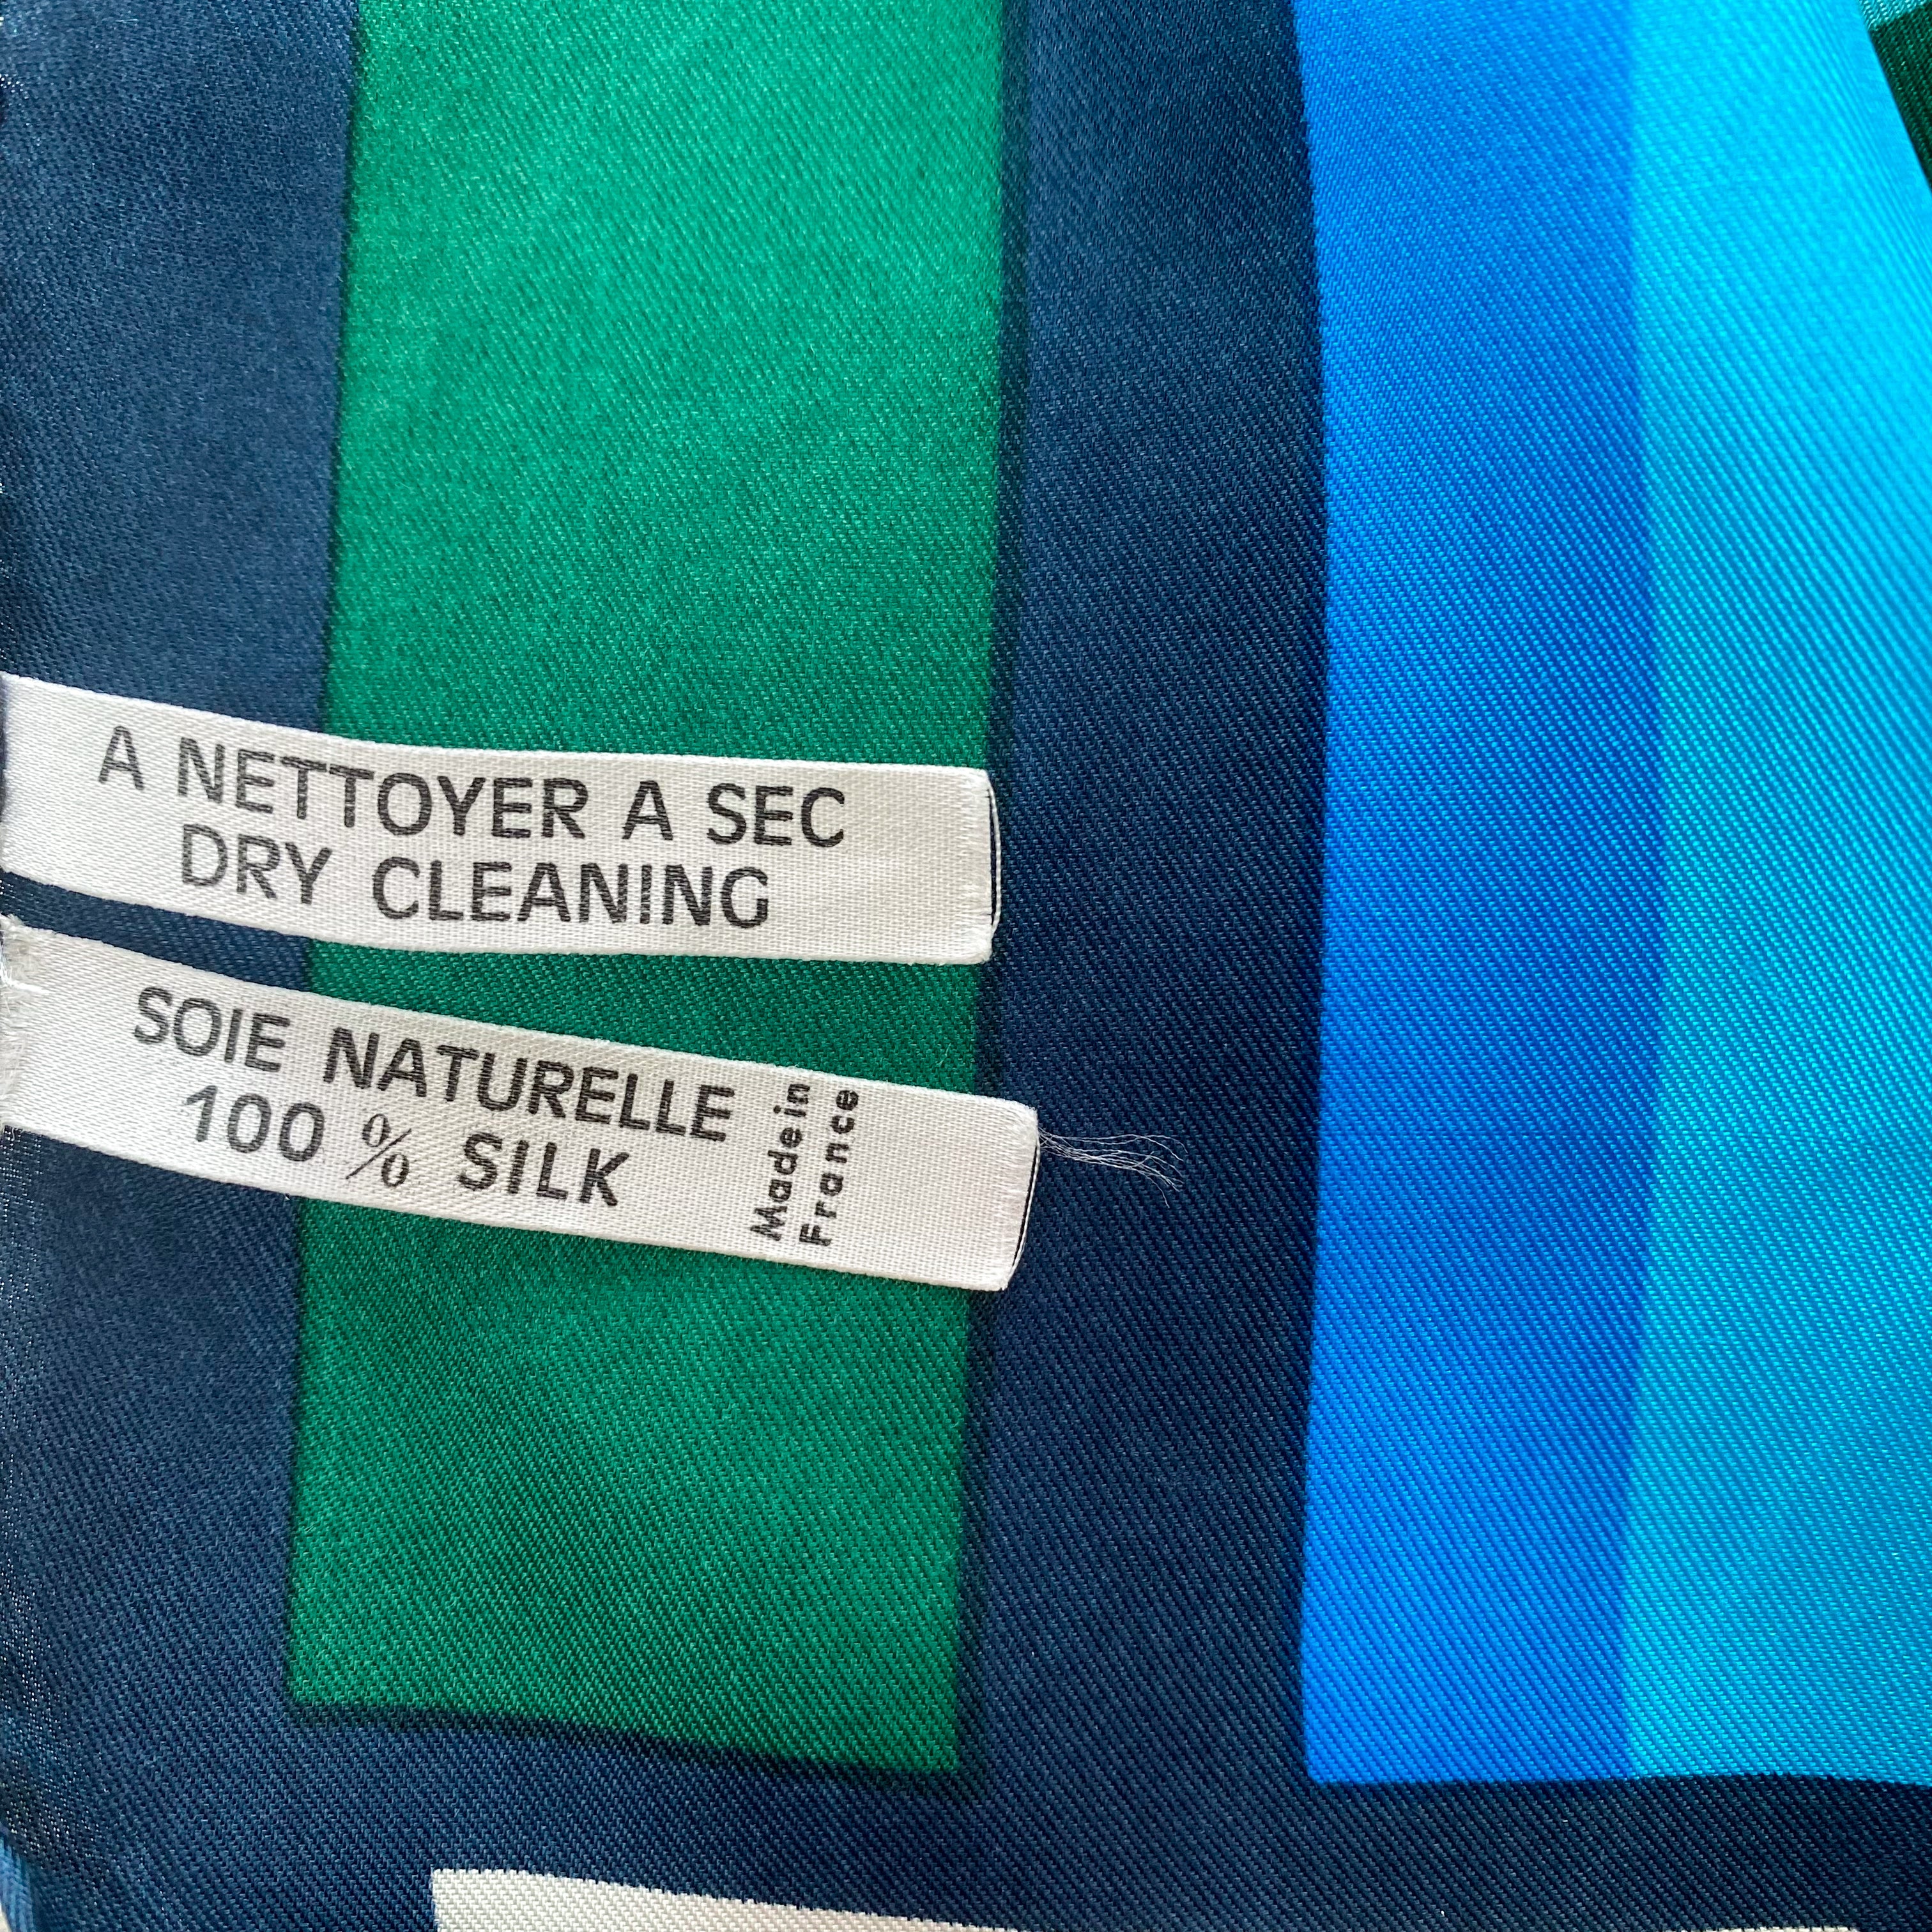 A NETTOYER A SEC
DRY CLEANING
SOIE NATURELLE
100 % SILK
Made in
France